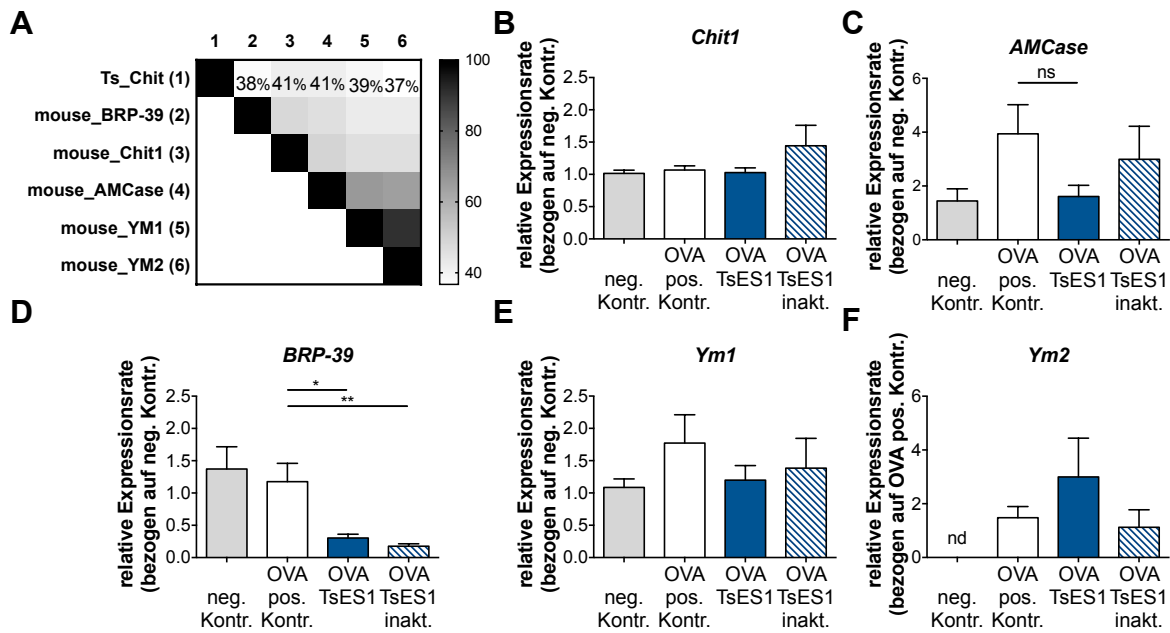 A
1 2 3 4 5 6
Ts_Chit (1)
38% 41% 41% 39% 37%
mouse_BRP-39 (2)
mouse_Chit1 (3)
mouse_AMCase (4)
mouse_YM1 (5)
mouse_YM2 (6)
100
80
60
40
B
Chit1
relative Expressionsrate
(bezogen auf neg. Kontr.)
2.5
2.0
1.5
1.0
0.5
0.0
neg.
Kontr.
OVA
pos.
Kontr.
OVA
TsES1
OVA
TsES1
inakt.
C
AMCase
relative Expressionsrate
(bezogen auf neg. Kontr.)
6
4
2
0
ns
neg.
Kontr.
OVA
pos.
Kontr.
OVA
TsES1
OVA
TsES1
inakt.
D
BRP-39
relative Expressionsrate
(bezogen auf neg. Kontr.)
2.5
2.0
1.5
1.0
0.5
0.0
*
**
neg.
Kontr.
OVA
pos.
Kontr.
OVA
TsES1
OVA
TsES1
inakt.
E
Ym1
relative Expressionsrate
(bezogen auf neg. Kontr.)
2.5
2.0
1.5
1.0
0.5
0.0
neg.
Kontr.
OVA
pos.
Kontr.
OVA
TsES1
OVA
TsES1
inakt.
F
Ym2
relative Expressionsrate
(bezogen auf OVA pos. Kontr.)
6
4
2
0
nd
neg.
Kontr.
OVA
pos.
Kontr.
OVA
TsES1
OVA
TsES1
inakt.